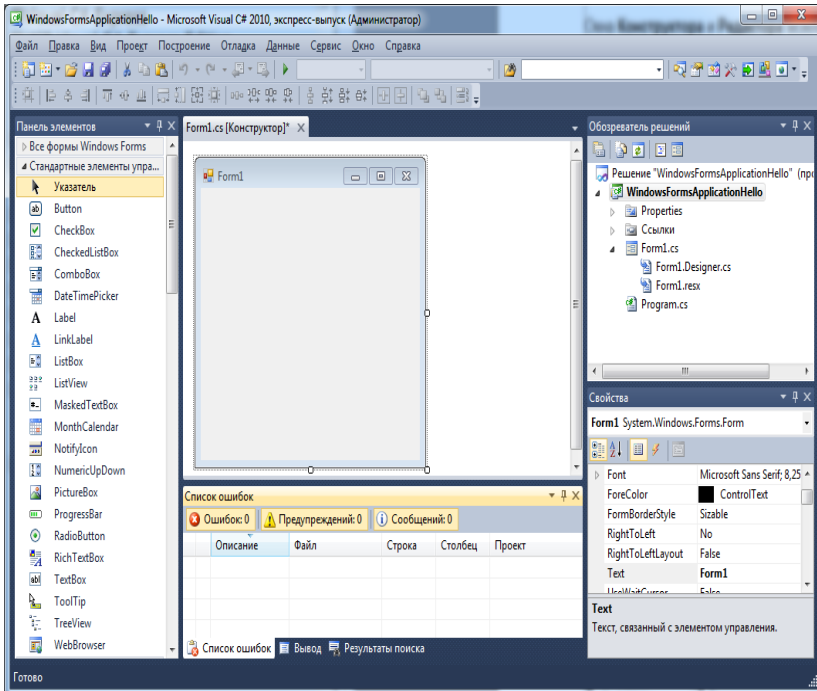 WindowsFormsApplicationHello - Microsoft Visual C# 2010, экспресс-выпуск (Администратор)
Файл Правка Вид Проект Построение Отладка Данные Сервис Окно Справка
Панель элементов
Все формы Windows Forms
Стандартные элементы упра...
Указатель
Button
CheckBox
CheckedListBox
ComboBox
DateTimePicker
Label
LinkLabel
ListBox
ListView
MaskedTextBox
MonthCalendar
NotifyIcon
NumericUpDown
PictureBox
ProgressBar
RadioButton
RichTextBox
TextBox
ToolTip
TreeView
WebBrowser
Form1.cs [Конструктор]*
Form1
Список ошибок
Ошибок: 0 Предупреждений: 0 Сообщений: 0
Описание Файл Строка Столбец Проект
Список ошибок Вывод Результаты поиска
Обозреватель решений
Решение "WindowsFormsApplicationHello" (про
WindowsFormsApplicationHello
Properties
Ссылки
Form1.cs
Form1.Designer.cs
Form1.resx
Program.cs
Свойства
Form1 System.Windows.Forms.Form
Font Microsoft Sans Serif; 8,25
ForeColor ControlText
FormBorderStyle Sizable
RightToLeft No
RightToLeftLayout False
Text Form1
UseWaitCursor False
Text
Текст, связанный с элементом управления.
Готово